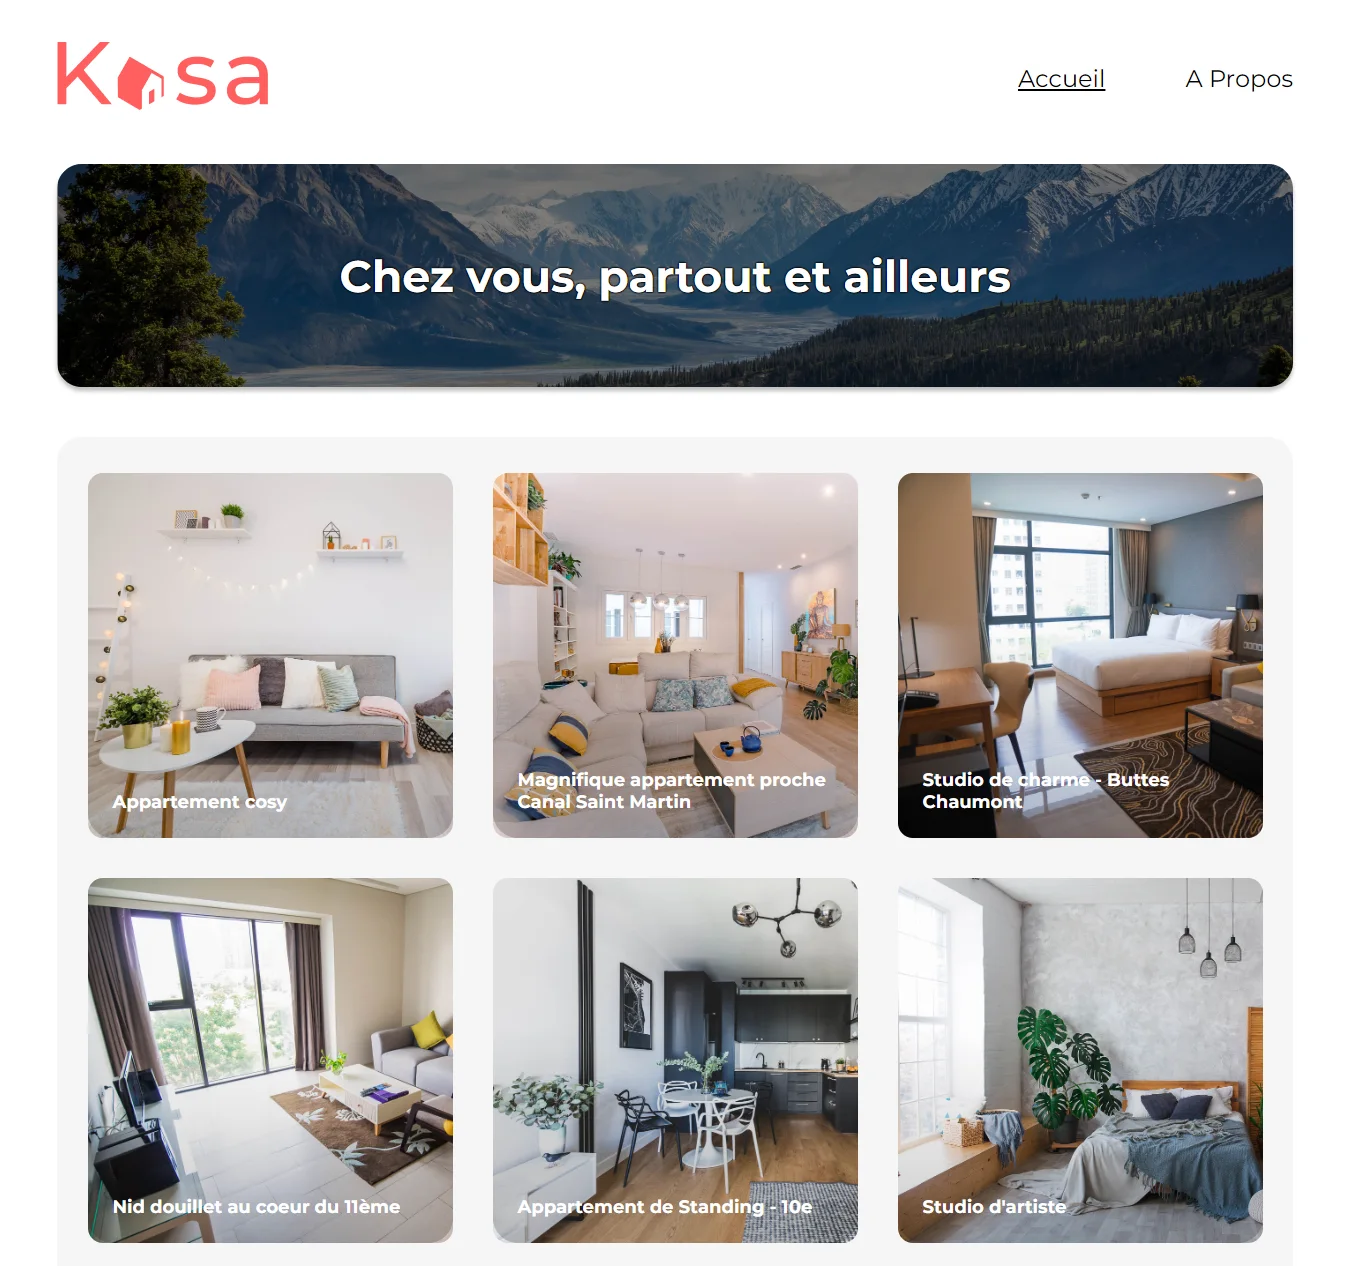 Kasa
Accueil
A Propos
Chez vous, partout et ailleurs
Appartement cosy
Magnifique appartement proche
Canal Saint Martin
Studio de charme - Buttes
Chaumont
Nid douillet au coeur du 11ème
Appartement de Standing - 10e
Studio d'artiste